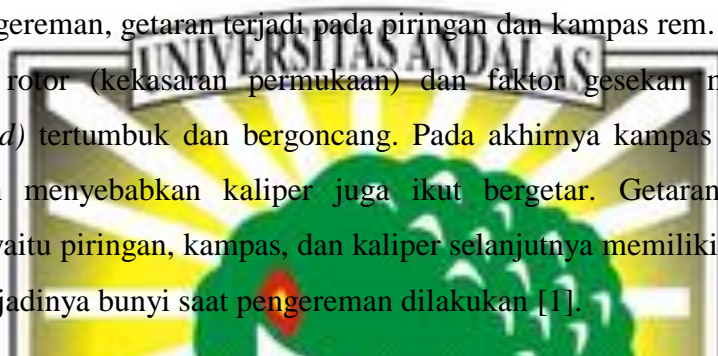 gereman, getaran terjadi pada piringan dan kampas rem.
UNIVERSITAS ANDALAS
rotor (kekasaran permukaan) dan faktor gesekan
d) tertumbuk dan bergoncang. Pada akhirnya kampas
menyebabkan kaliper juga ikut bergetar. Getaran
yaitu piringan, kampas, dan kaliper selanjutnya memiliki
jadinya bunyi saat pengereman dilakukan [1].